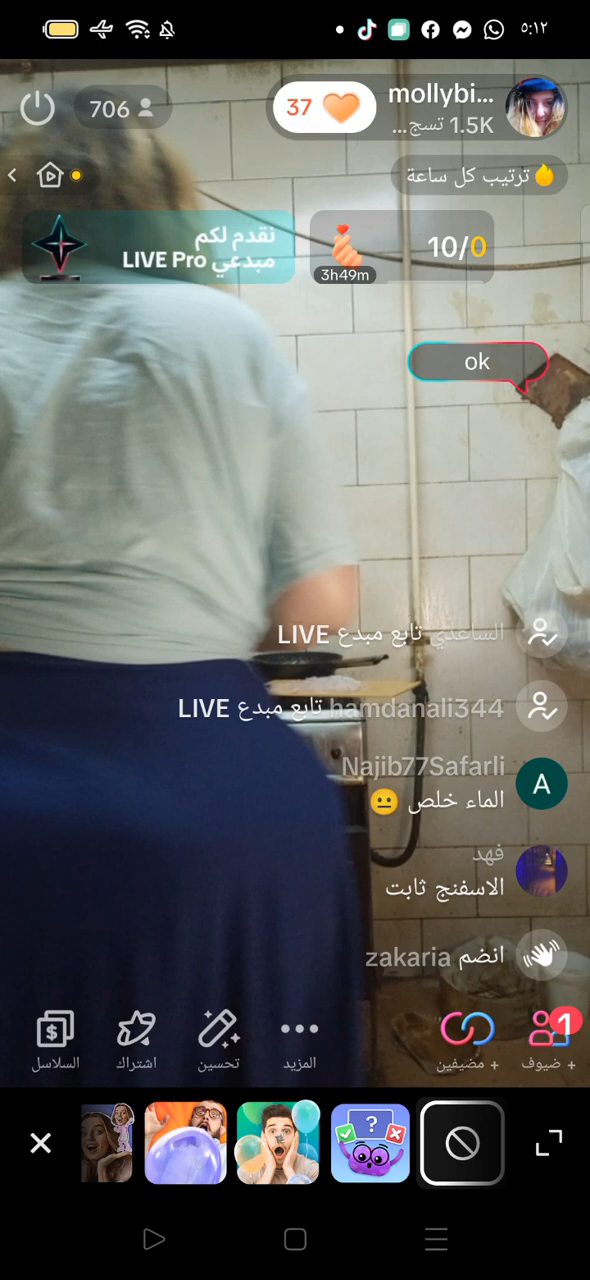 ٥:١٢
mollybi...
1.5K تسج...
37
706
ترتيب كل ساعة
نقدم لكم
مبدعي LIVE Pro
10/0
3h49m
ok
الساعدي تابع مبدع LIVE
hamdanali344 تابع مبدع LIVE
Najib77Safarli
A
الماء خلص 😐
فهد
الاسفنج ثابت
zakaria انضم
1
+ ضيوف
+ مضيفين
المزيد
تحسين
اشتراك
السلاسل
$
?